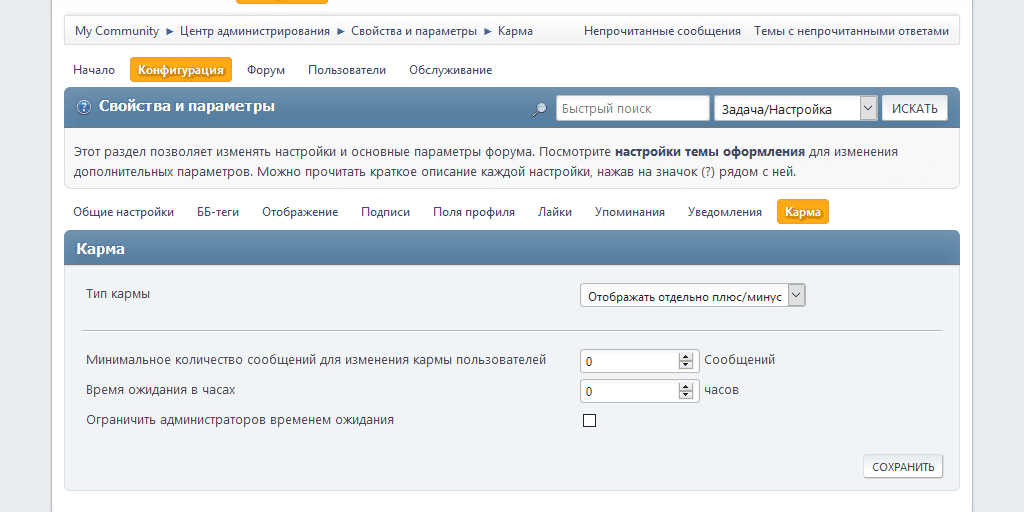 My Community ► Центр администрирования ► Свойства и параметры ► Карма Непрочитанные сообщения Темы с непрочитанными ответами
Начало Конфигурация Форум Пользователи Обслуживание
Свойства и параметры Быстрый поиск Задача/Настройка ИСКАТЬ
Этот раздел позволяет изменять настройки и основные параметры форума. Посмотрите настройки темы оформления для изменения
дополнительных параметров. Можно прочитать краткое описание каждой настройки, нажав на значок (?) рядом с ней.
Общие настройки ББ-теги Отображение Подписи Поля профиля Лайки Упоминания Уведомления Карма
Карма
Тип кармы Отображать отдельно плюс/минус
Минимальное количество сообщений для изменения кармы пользователей 0 Сообщений
Время ожидания в часах 0 часов
Ограничить администраторов временем ожидания
СОХРАНИТЬ